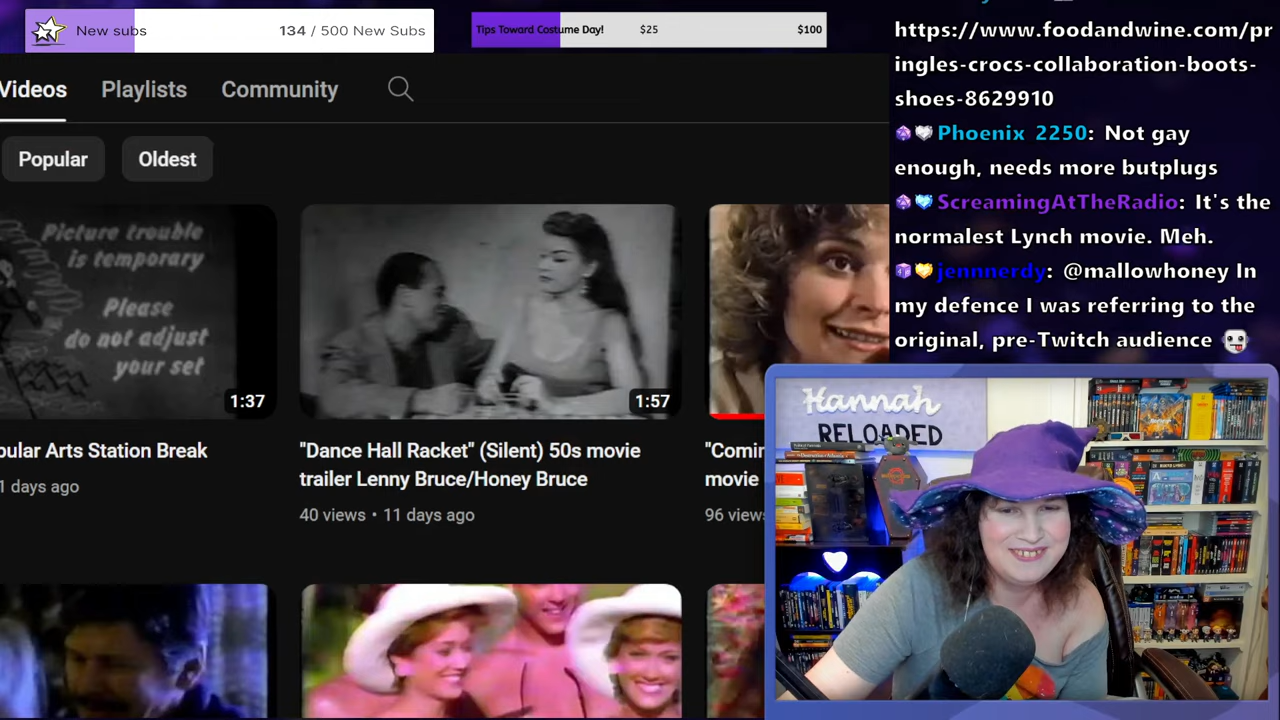 New subs
134 / 500 New Subs
Tips Toward Costume Day!
$25
$100
Videos
Playlists
Community
Popular
Oldest
Picture trouble
is temporary
Please
do not adjust
your set
1:37
1:57
pular Arts Station Break
1 days ago
"Dance Hall Racket" (Silent) 50s movie
trailer Lenny Bruce/Honey Bruce
40 views • 11 days ago
"Comin
movie
96 views
https://www.foodandwine.com/pr
ingles-crocs-collaboration-boots-
shoes-8629910
Phoenix 2250: Not gay
enough, needs more butplugs
ScreamingAtTheRadio: It's the
normalest Lynch movie. Meh.
jennnerdy: @mallowhoney In
my defence I was referring to the
original, pre-Twitch audience
Hannah
RELOADED